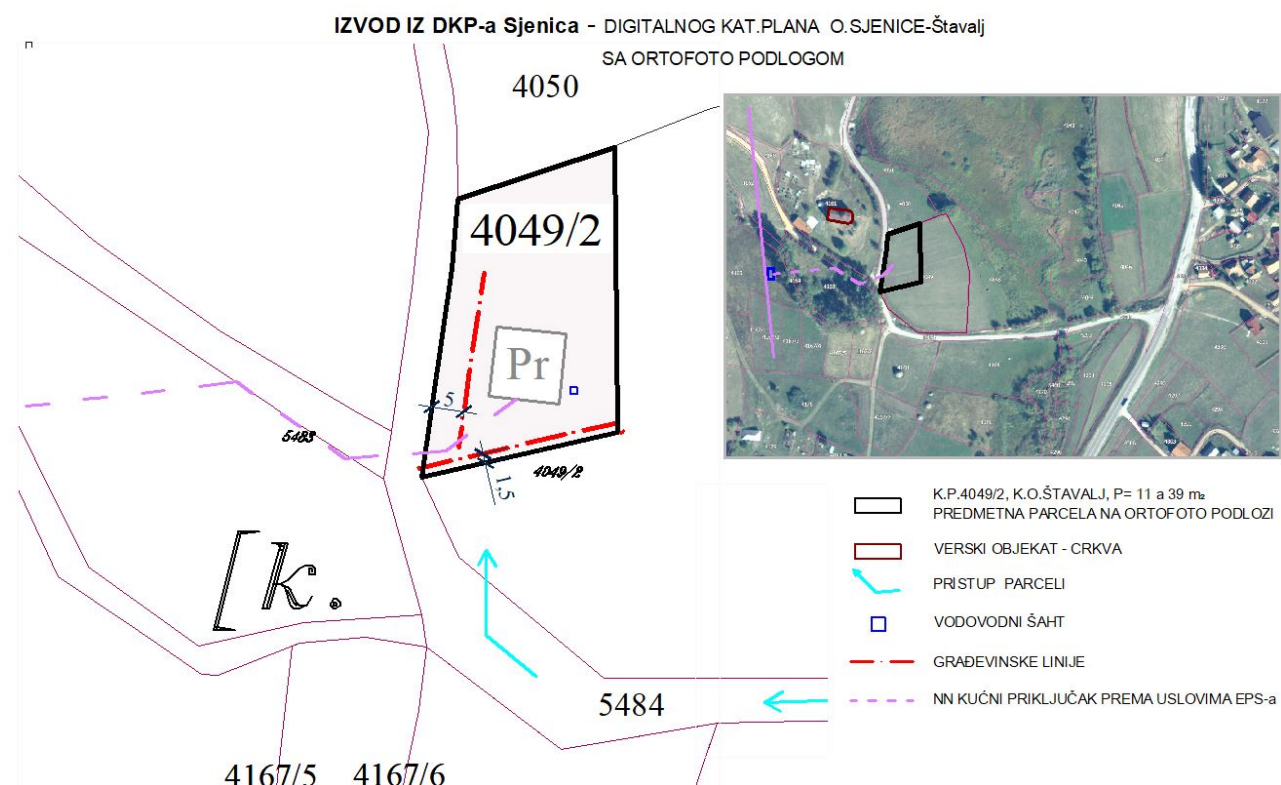 IZVOD IZ DKP-a Sjenica - DIGITALNOG KAT.PLANA O.SJENICE-Štavalj
SA ORTOFOTO PODLOGOM
4050
4049/2
Pr
5
5483
4049/2
1,5
[k.
5484
4167/5
4167/6
K.P.4049/2, K.O.ŠTAVALJ, P= 11 a 39 m₂
PREDMETNA PARCELA NA ORTOFOTO PODLOZI
VERSKI OBJEKAT - CRKVA
PRISTUP PARCELI
VODOVODNI ŠAHT
GRAĐEVINSKE LINIJE
NN KUĆNI PRIKLJUČAK PREMA USLOVIMA EPS-a